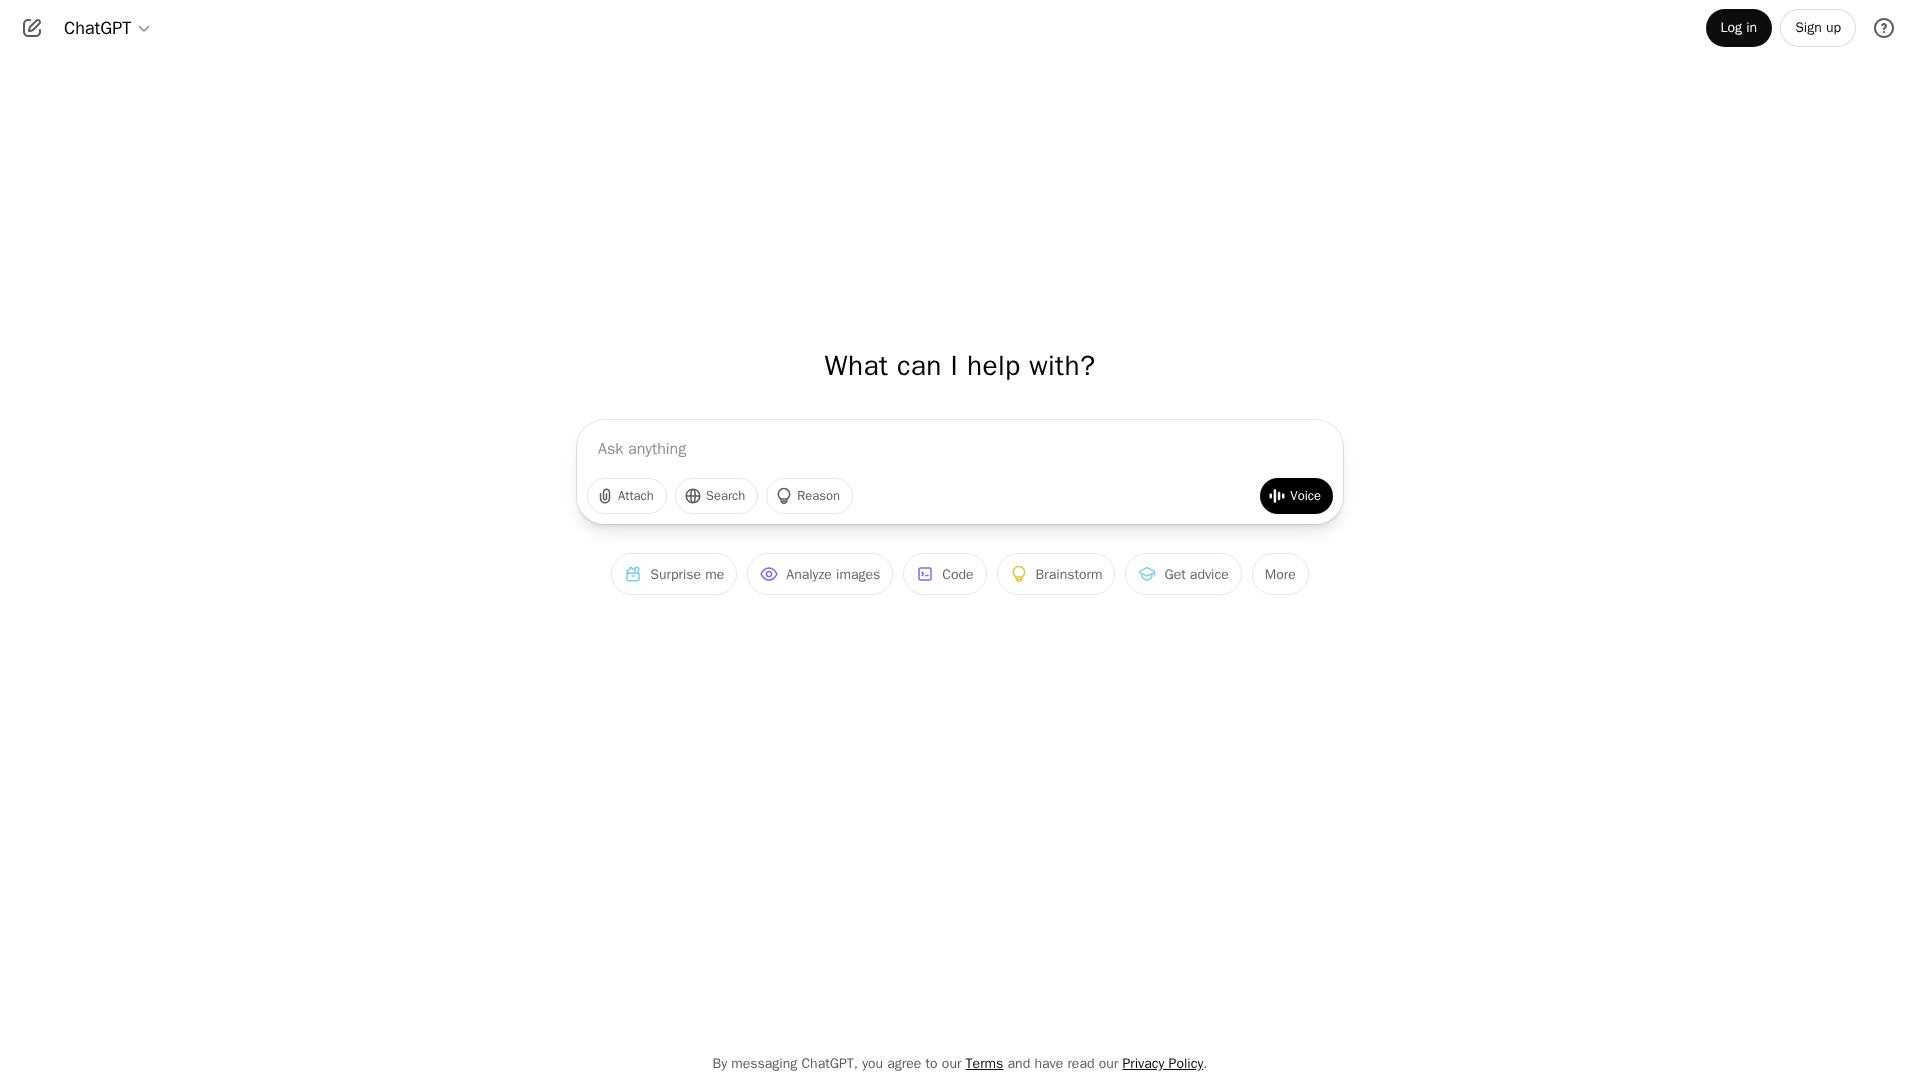 ChatGPT
Log in
Sign up
What can I help with?
Ask anything
Attach
Search
Reason
Voice
Surprise me
Analyze images
Code
Brainstorm
Get advice
More
By messaging ChatGPT, you agree to our Terms and have read our Privacy Policy.